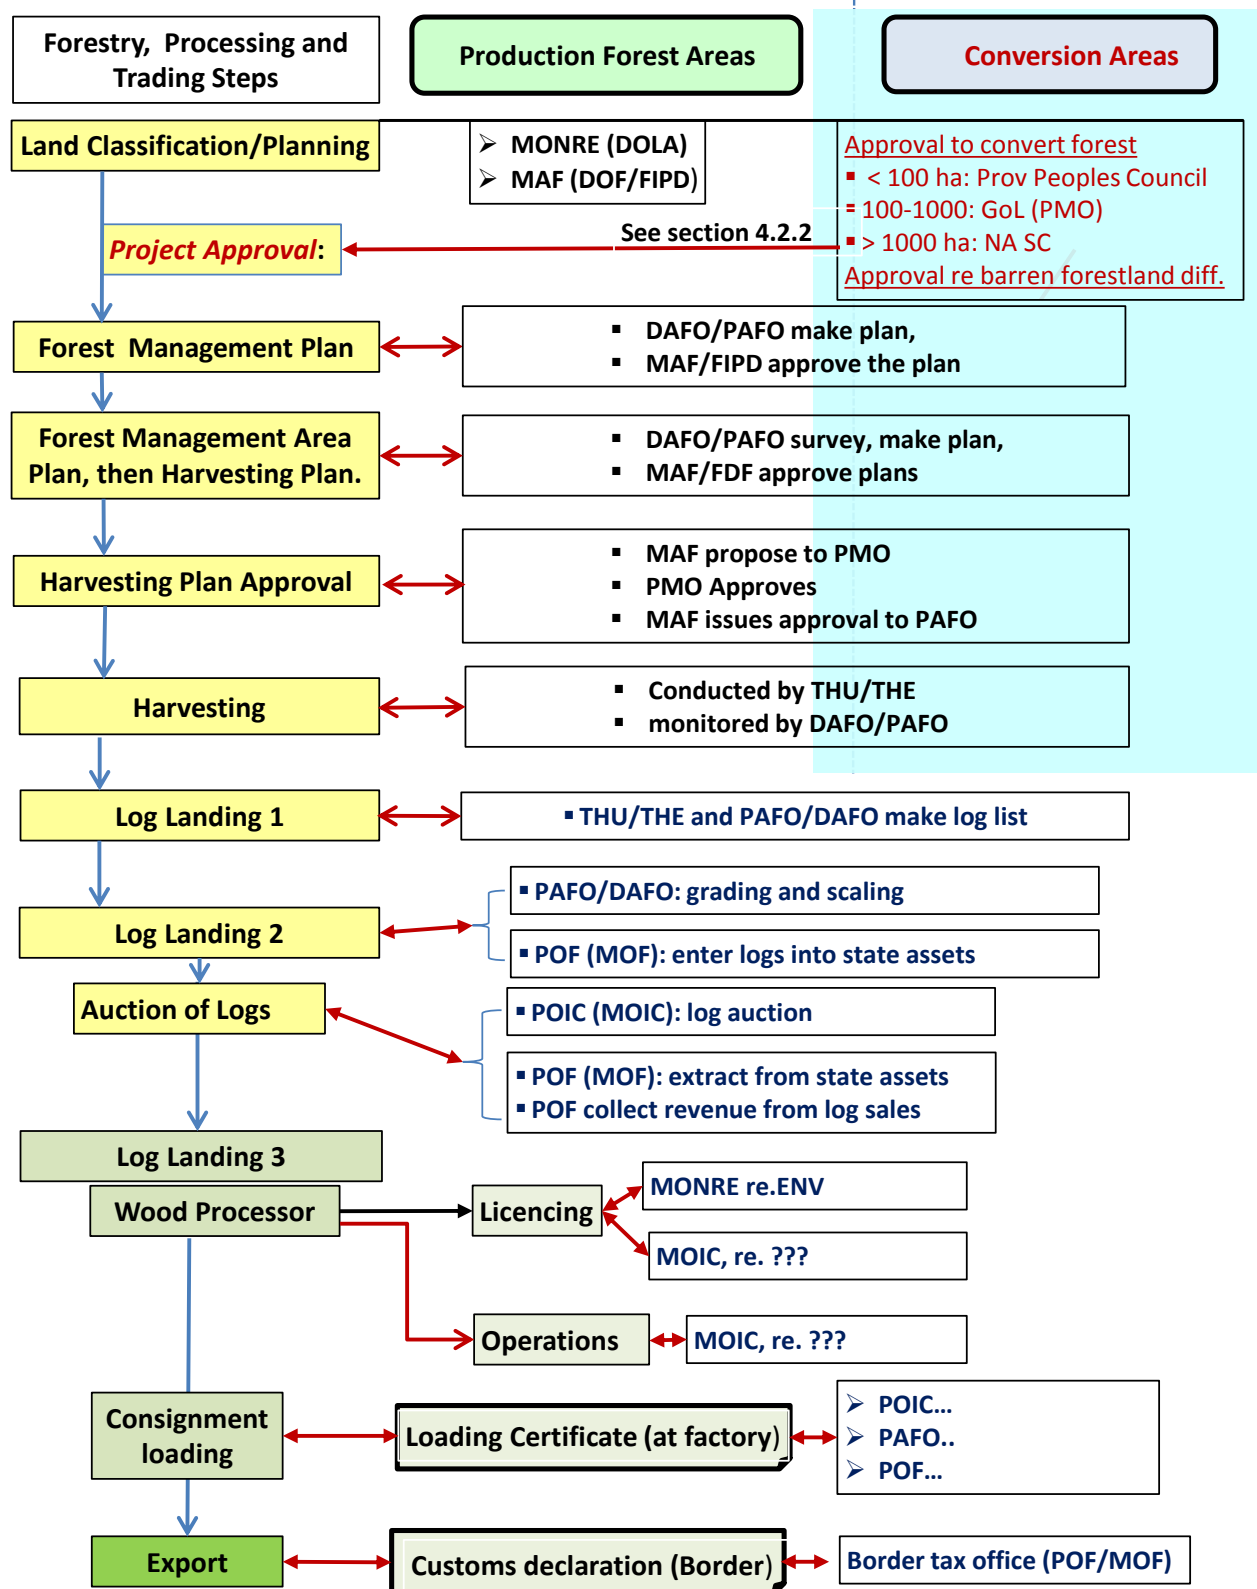 Forestry, Processing and
Trading Steps
Production Forest Areas
Conversion Areas
Land Classification/Planning
➢ MONRE (DOLA)
➢ MAF (DOF/FIPD)
Approval to convert forest
▪ < 100 ha: Prov Peoples Council
▪ 100-1000: GoL (PMO)
▪ > 1000 ha: NA SC
Approval re barren forestland diff.
See section 4.2.2
Project Approval:
Forest Management Plan
▪ DAFO/PAFO make plan,
▪ MAF/FIPD approve the plan
Forest Management Area
Plan, then Harvesting Plan.
▪ DAFO/PAFO survey, make plan,
▪ MAF/FDF approve plans
Harvesting Plan Approval
▪ MAF propose to PMO
▪ PMO Approves
▪ MAF issues approval to PAFO
Harvesting
▪ Conducted by THU/THE
▪ monitored by DAFO/PAFO
Log Landing 1
▪ THU/THE and PAFO/DAFO make log list
Log Landing 2
▪ PAFO/DAFO: grading and scaling
▪ POF (MOF): enter logs into state assets
Auction of Logs
▪ POIC (MOIC): log auction
▪ POF (MOF): extract from state assets
▪ POF collect revenue from log sales
Log Landing 3
Wood Processor
Licencing
MONRE re.ENV
MOIC, re. ???
Operations
MOIC, re. ???
Consignment
loading
Loading Certificate (at factory)
➢ POIC...
➢ PAFO..
➢ POF...
Export
Customs declaration (Border)
Border tax office (POF/MOF)